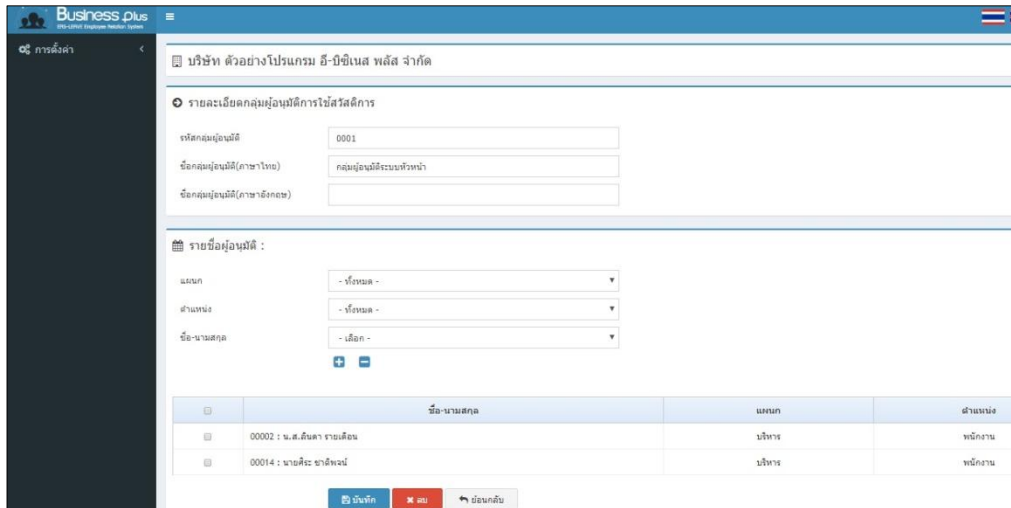 Business.plus
ERS-LEAVE Employee Relation System
การตั้งค่า
บริษัท ตัวอย่างโปรแกรม อี-บิซิเนส พลัส จำกัด
รายละเอียดกลุ่มผู้อนุมัติการใช้สวัสดิการ
รหัสกลุ่มผู้อนุมัติ 0001
ชื่อกลุ่มผู้อนุมัติ(ภาษาไทย) กลุ่มผู้อนุมัติระบบหัวหน้า
ชื่อกลุ่มผู้อนุมัติ(ภาษาอังกฤษ)
รายชื่อผู้อนุมัติ :
แผนก - ทั้งหมด -
ตำแหน่ง - ทั้งหมด -
ชื่อ-นามสกุล - เลือก -
ชื่อ-นามสกุล แผนก ตำแหน่ง
00002 : น.ส.ลินดา รายเดือน บริหาร พนักงาน
00014 : นายศิระ ชาติพจน์ บริหาร พนักงาน
บันทึก ลบ ย้อนกลับ